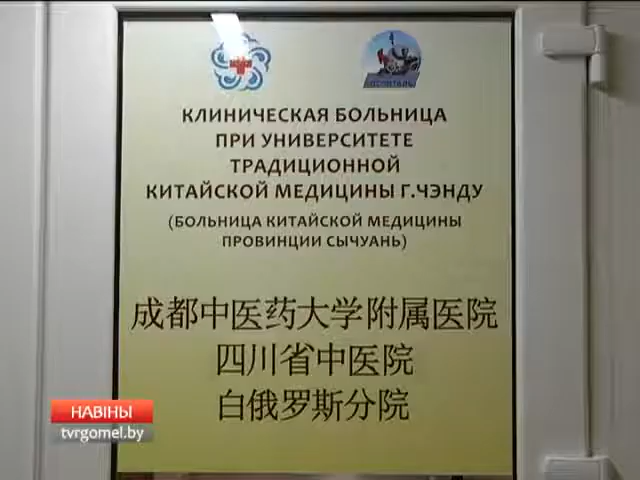 КЛИНИЧЕСКАЯ БОЛЬНИЦА
ПРИ УНИВЕРСИТЕТЕ
ТРАДИЦИОННОЙ
КИТАЙСКОЙ МЕДИЦИНЫ Г.ЧЭНДУ
(БОЛЬНИЦА КИТАЙСКОЙ МЕДИЦИНЫ
ПРОВИНЦИИ СЫЧУАНЬ)
成都中医药大学附属医院
四川省中医院
白俄罗斯分院
НАВІНЫ
tvrgomel.by